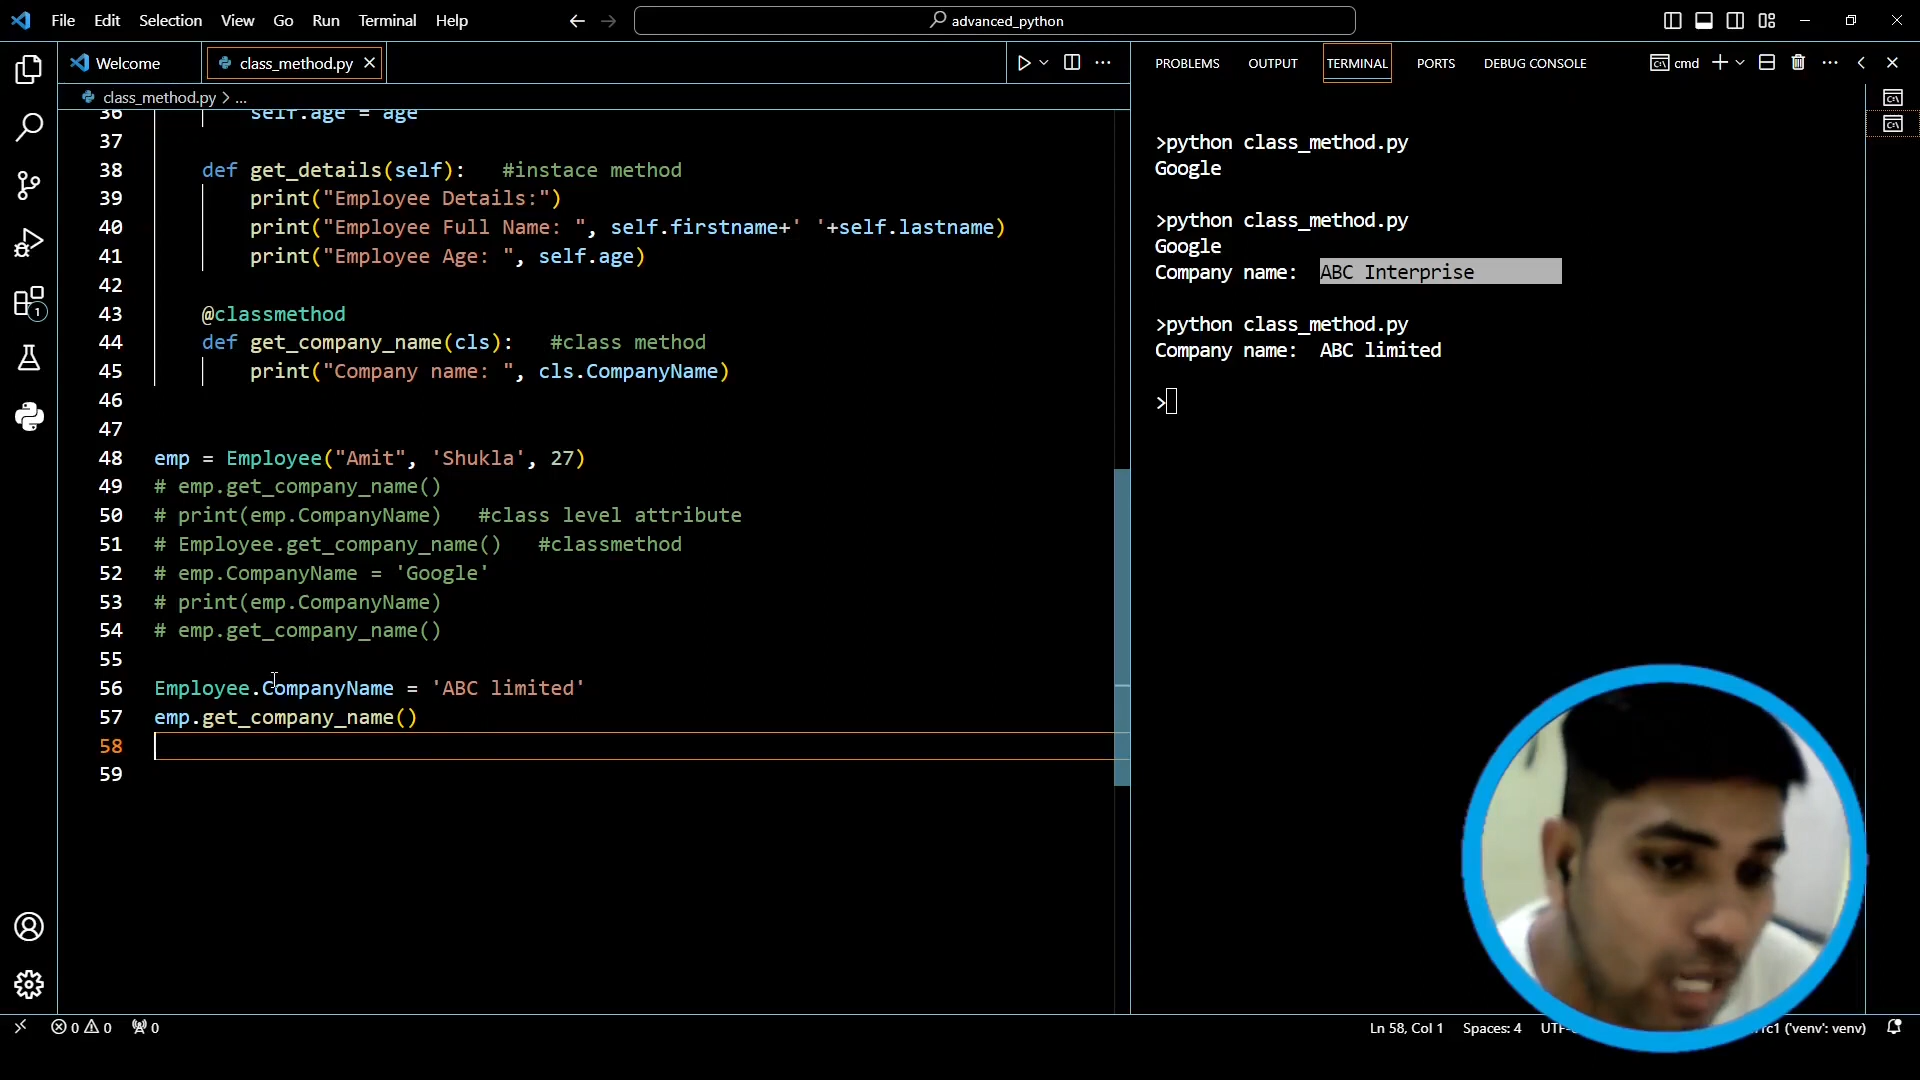 File Edit Selection View Go Run Terminal Help
advanced_python
Welcome
class_method.py
class_method.py > ...
PROBLEMS OUTPUT TERMINAL PORTS DEBUG CONSOLE
cmd
36 self.age = age
37
38 def get_details(self): #instace method
39 print("Employee Details:")
40 print("Employee Full Name: ", self.firstname+' '+self.lastname)
41 print("Employee Age: ", self.age)
42
43 @classmethod
44 def get_company_name(cls): #class method
45 print("Company name: ", cls.CompanyName)
46
47
48 emp = Employee("Amit", 'Shukla', 27)
49 # emp.get_company_name()
50 # print(emp.CompanyName) #class level attribute
51 # Employee.get_company_name() #classmethod
52 # emp.CompanyName = 'Google'
53 # print(emp.CompanyName)
54 # emp.get_company_name()
55
56 Employee.CompanyName = 'ABC limited'
57 emp.get_company_name()
58
59
>python class_method.py
Google
>python class_method.py
Google
Company name: ABC Interprise
>python class_method.py
Company name: ABC limited
>
1
0 0 0
Ln 58, Col 1 Spaces: 4 ('venv': venv)